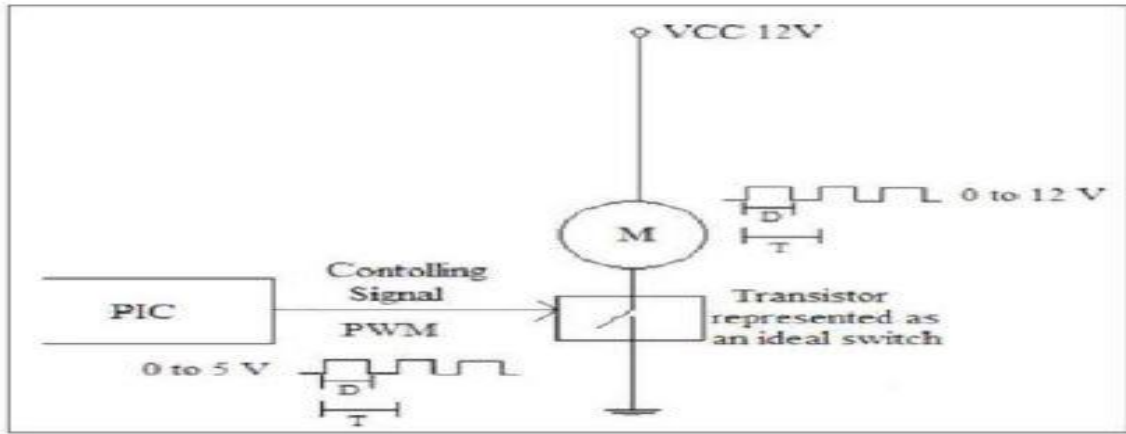 VCC 12V
0 to 12 V
D
T
M
Contolling
Signal
PIC
PWM
Transistor
represented as
an ideal switch
0 to 5 V
D
T